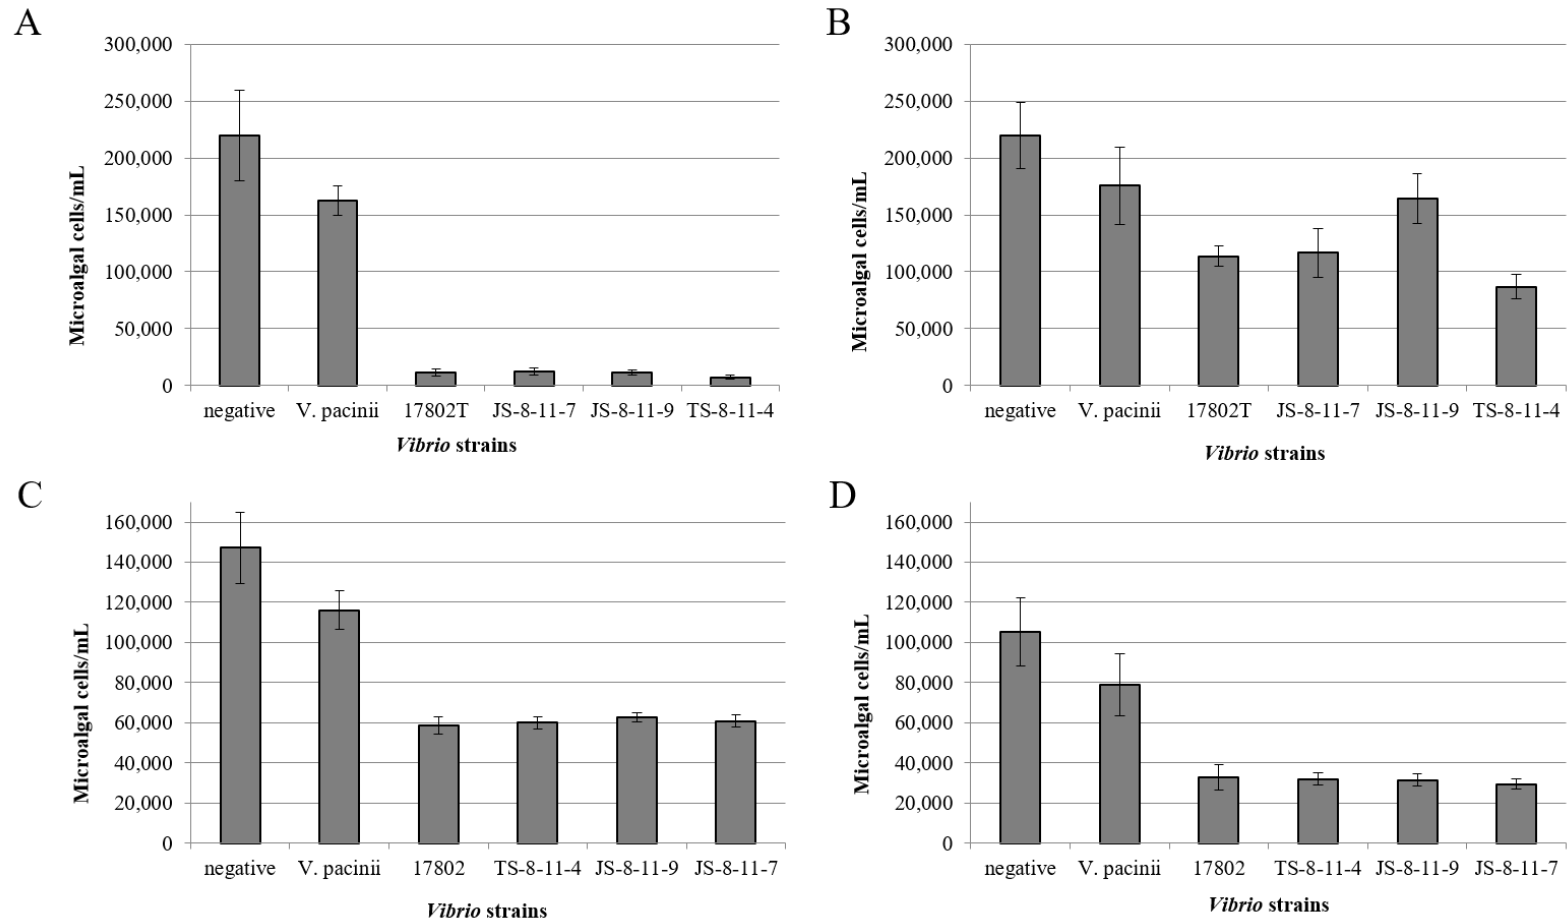 A
300,000
250,000
200,000
150,000
100,000
50,000
0
Microalgal cells/mL
negative V. pacinii 17802T JS-8-11-7 JS-8-11-9 TS-8-11-4
Vibrio strains
B
300,000
250,000
200,000
150,000
100,000
50,000
0
Microalgal cells/mL
negative V. pacinii 17802T JS-8-11-7 JS-8-11-9 TS-8-11-4
Vibrio strains
C
160,000
140,000
120,000
100,000
80,000
60,000
40,000
20,000
0
Microalgal cells/mL
negative V. pacinii 17802 TS-8-11-4 JS-8-11-9 JS-8-11-7
Vibrio strains
D
160,000
140,000
120,000
100,000
80,000
60,000
40,000
20,000
0
Microalgal cells/mL
negative V. pacinii 17802 TS-8-11-4 JS-8-11-9 JS-8-11-7
Vibrio strains